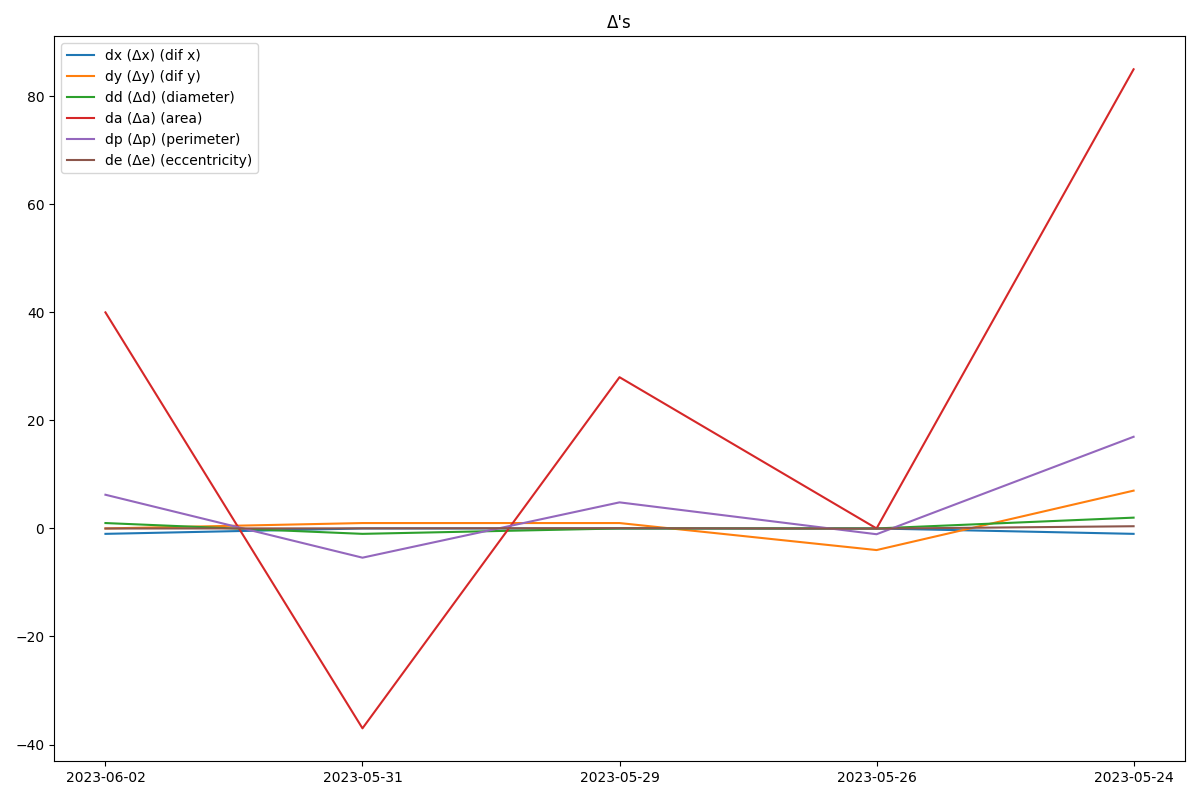 Δ's
dx (Δx) (dif x)
dy (Δy) (dif y)
dd (Δd) (diameter)
da (Δa) (area)
dp (Δp) (perimeter)
de (Δe) (eccentricity)
80
60
40
20
0
−20
−40
2023-06-02 2023-05-31 2023-05-29 2023-05-26 2023-05-24